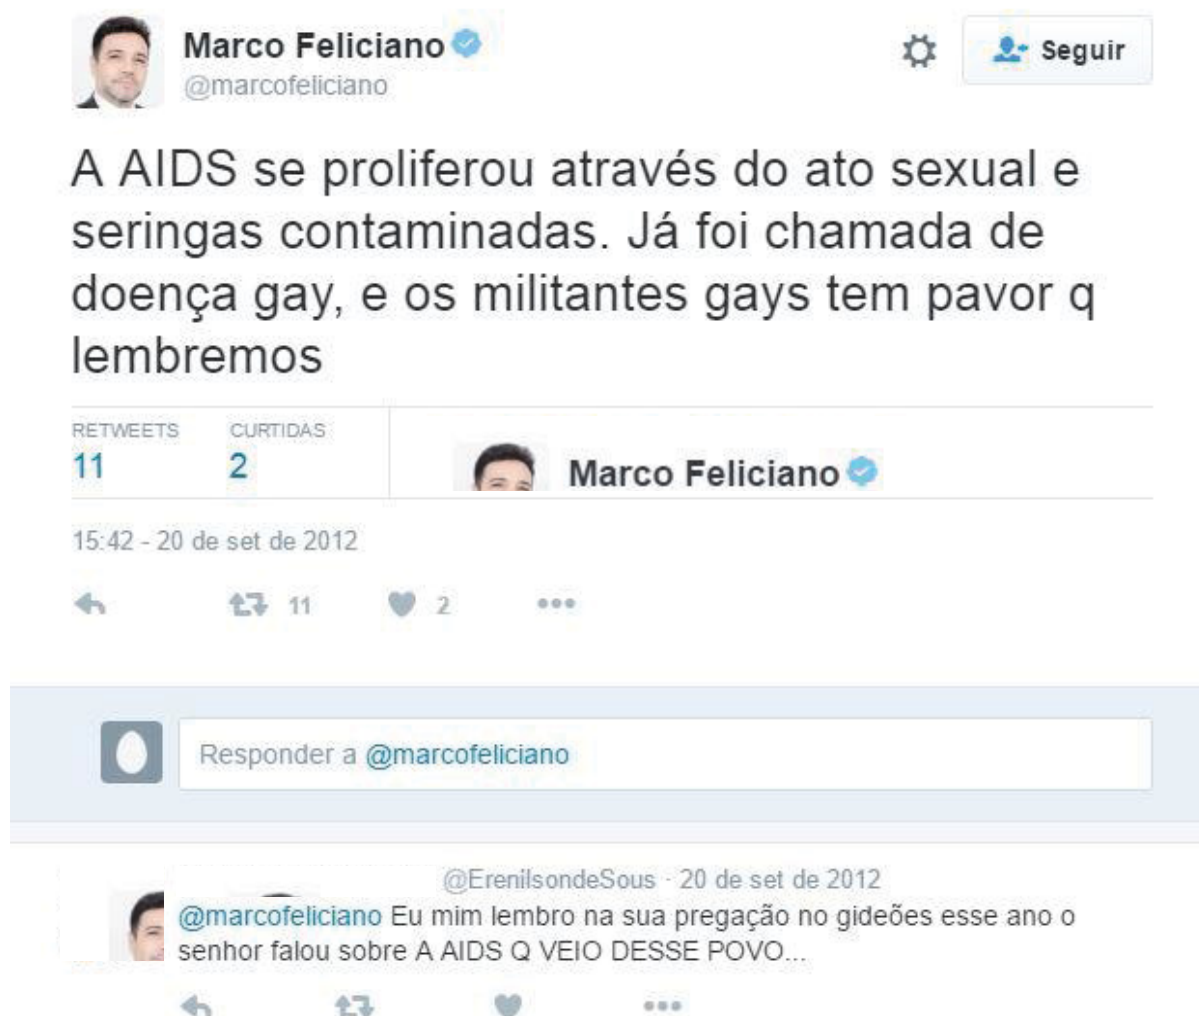 Marco Feliciano
@marcofeliciano
Seguir
A AIDS se proliferou através do ato sexual e
seringas contaminadas. Já foi chamada de
doença gay, e os militantes gays tem pavor q
lembremos
RETWEETS CURTIDAS
11 2
Marco Feliciano
15:42 - 20 de set de 2012
11 2
Responder a @marcofeliciano
@ErenilsondeSous · 20 de set de 2012
@marcofeliciano Eu mim lembro na sua pregação no gideões esse ano o
senhor falou sobre A AIDS Q VEIO DESSE POVO...